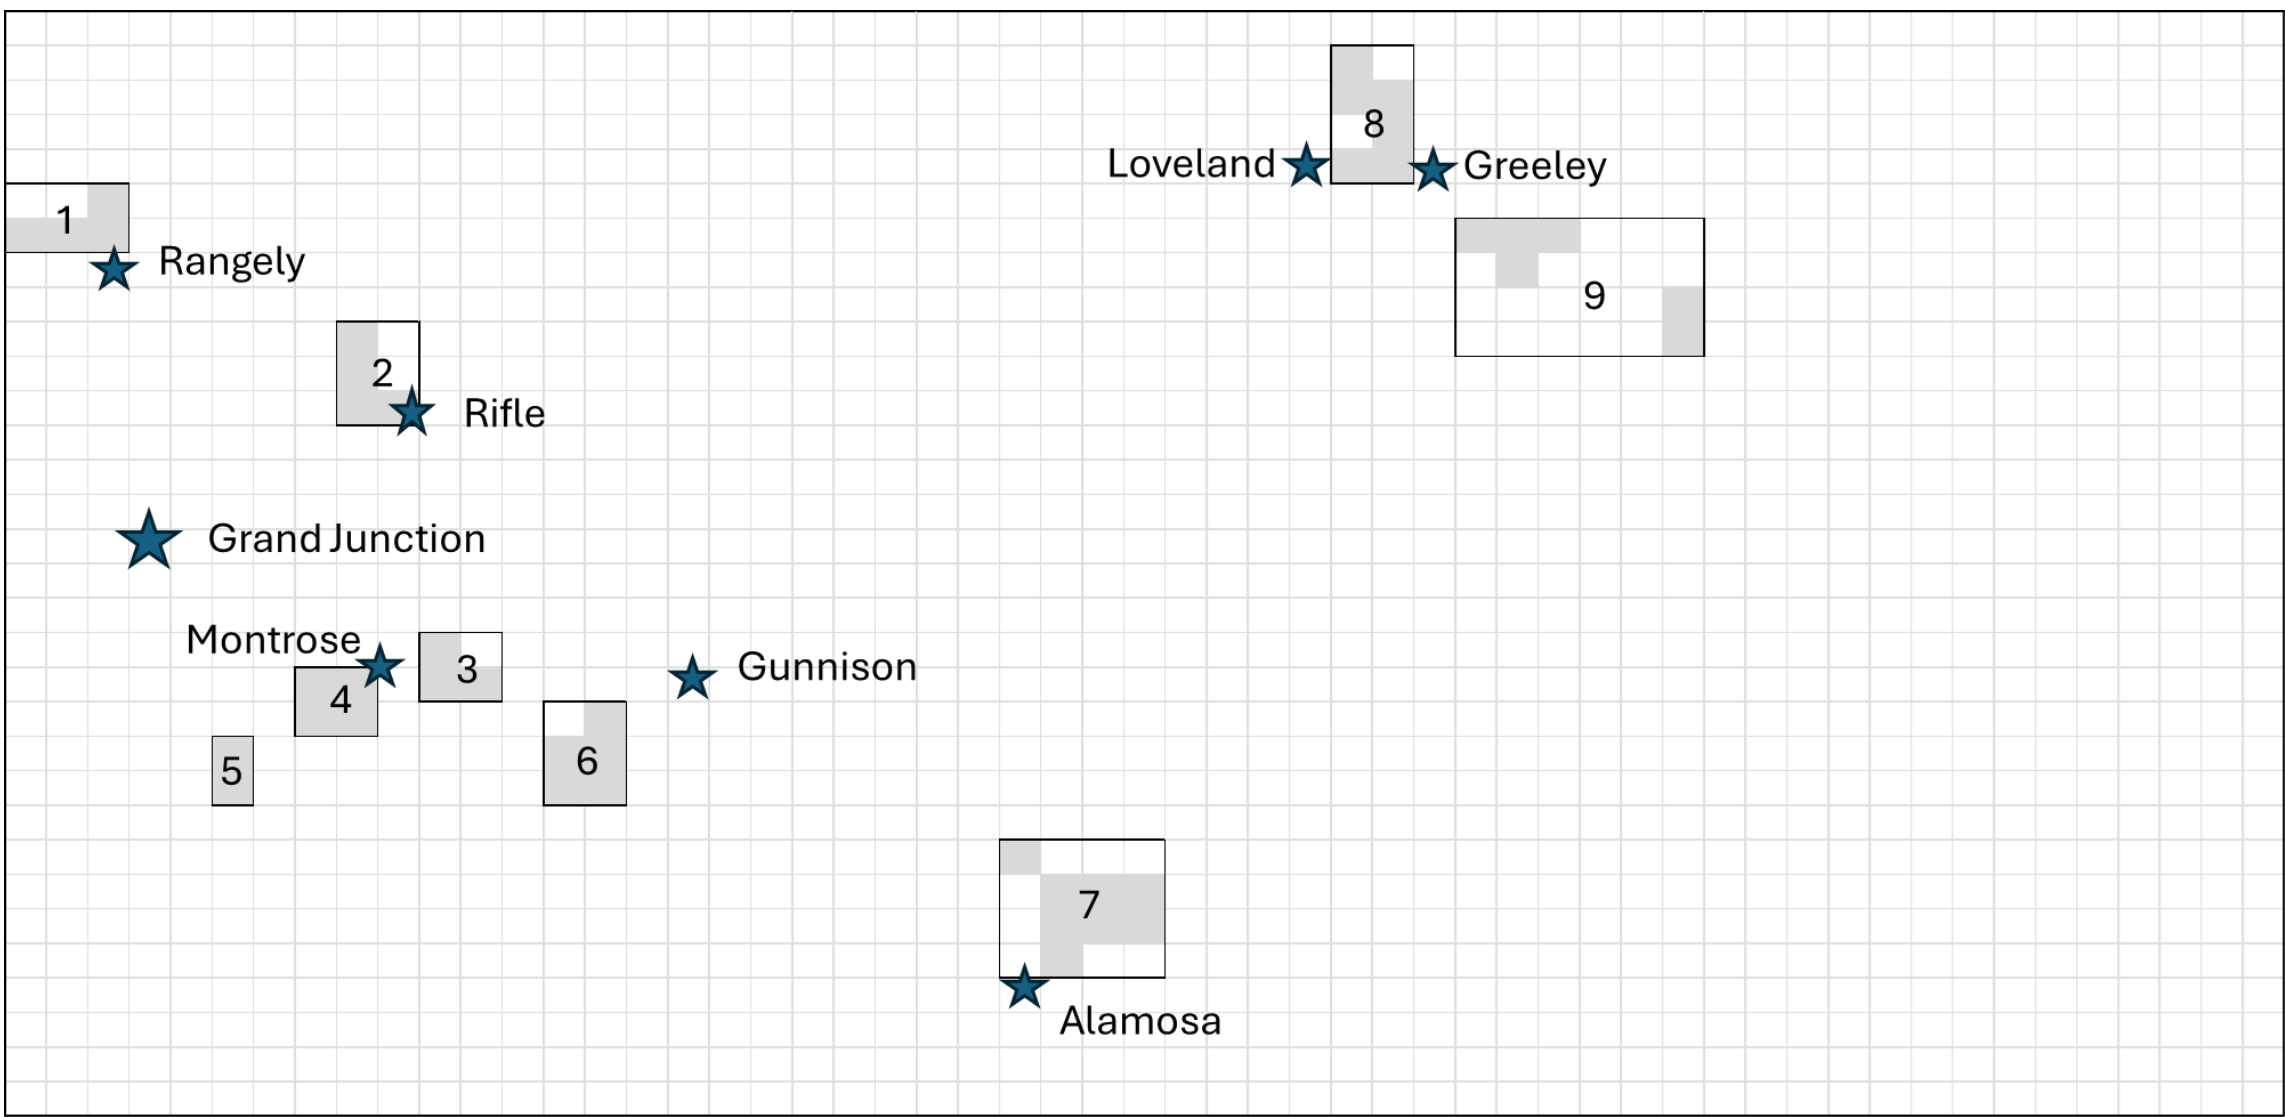 8
Loveland
Greeley
1
Rangely
9
2
Rifle
Grand Junction
Montrose
3
Gunnison
4
5
6
7
Alamosa